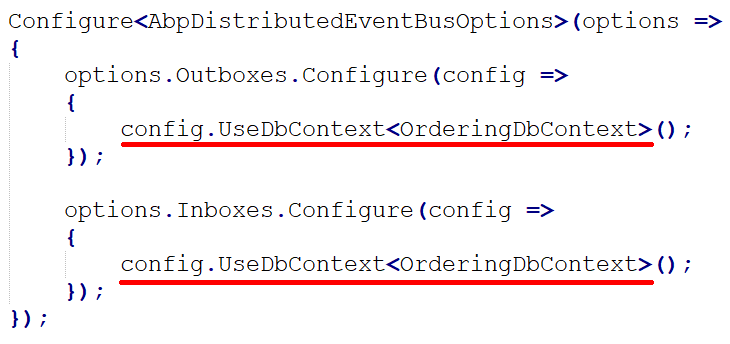 Configure<AbpDistributedEventBusOptions>(options =>
{
    options.Outboxes.Configure(config =>
    {
        config.UseDbContext<OrderingDbContext>();
    });

    options.Inboxes.Configure(config =>
    {
        config.UseDbContext<OrderingDbContext>();
    });
});